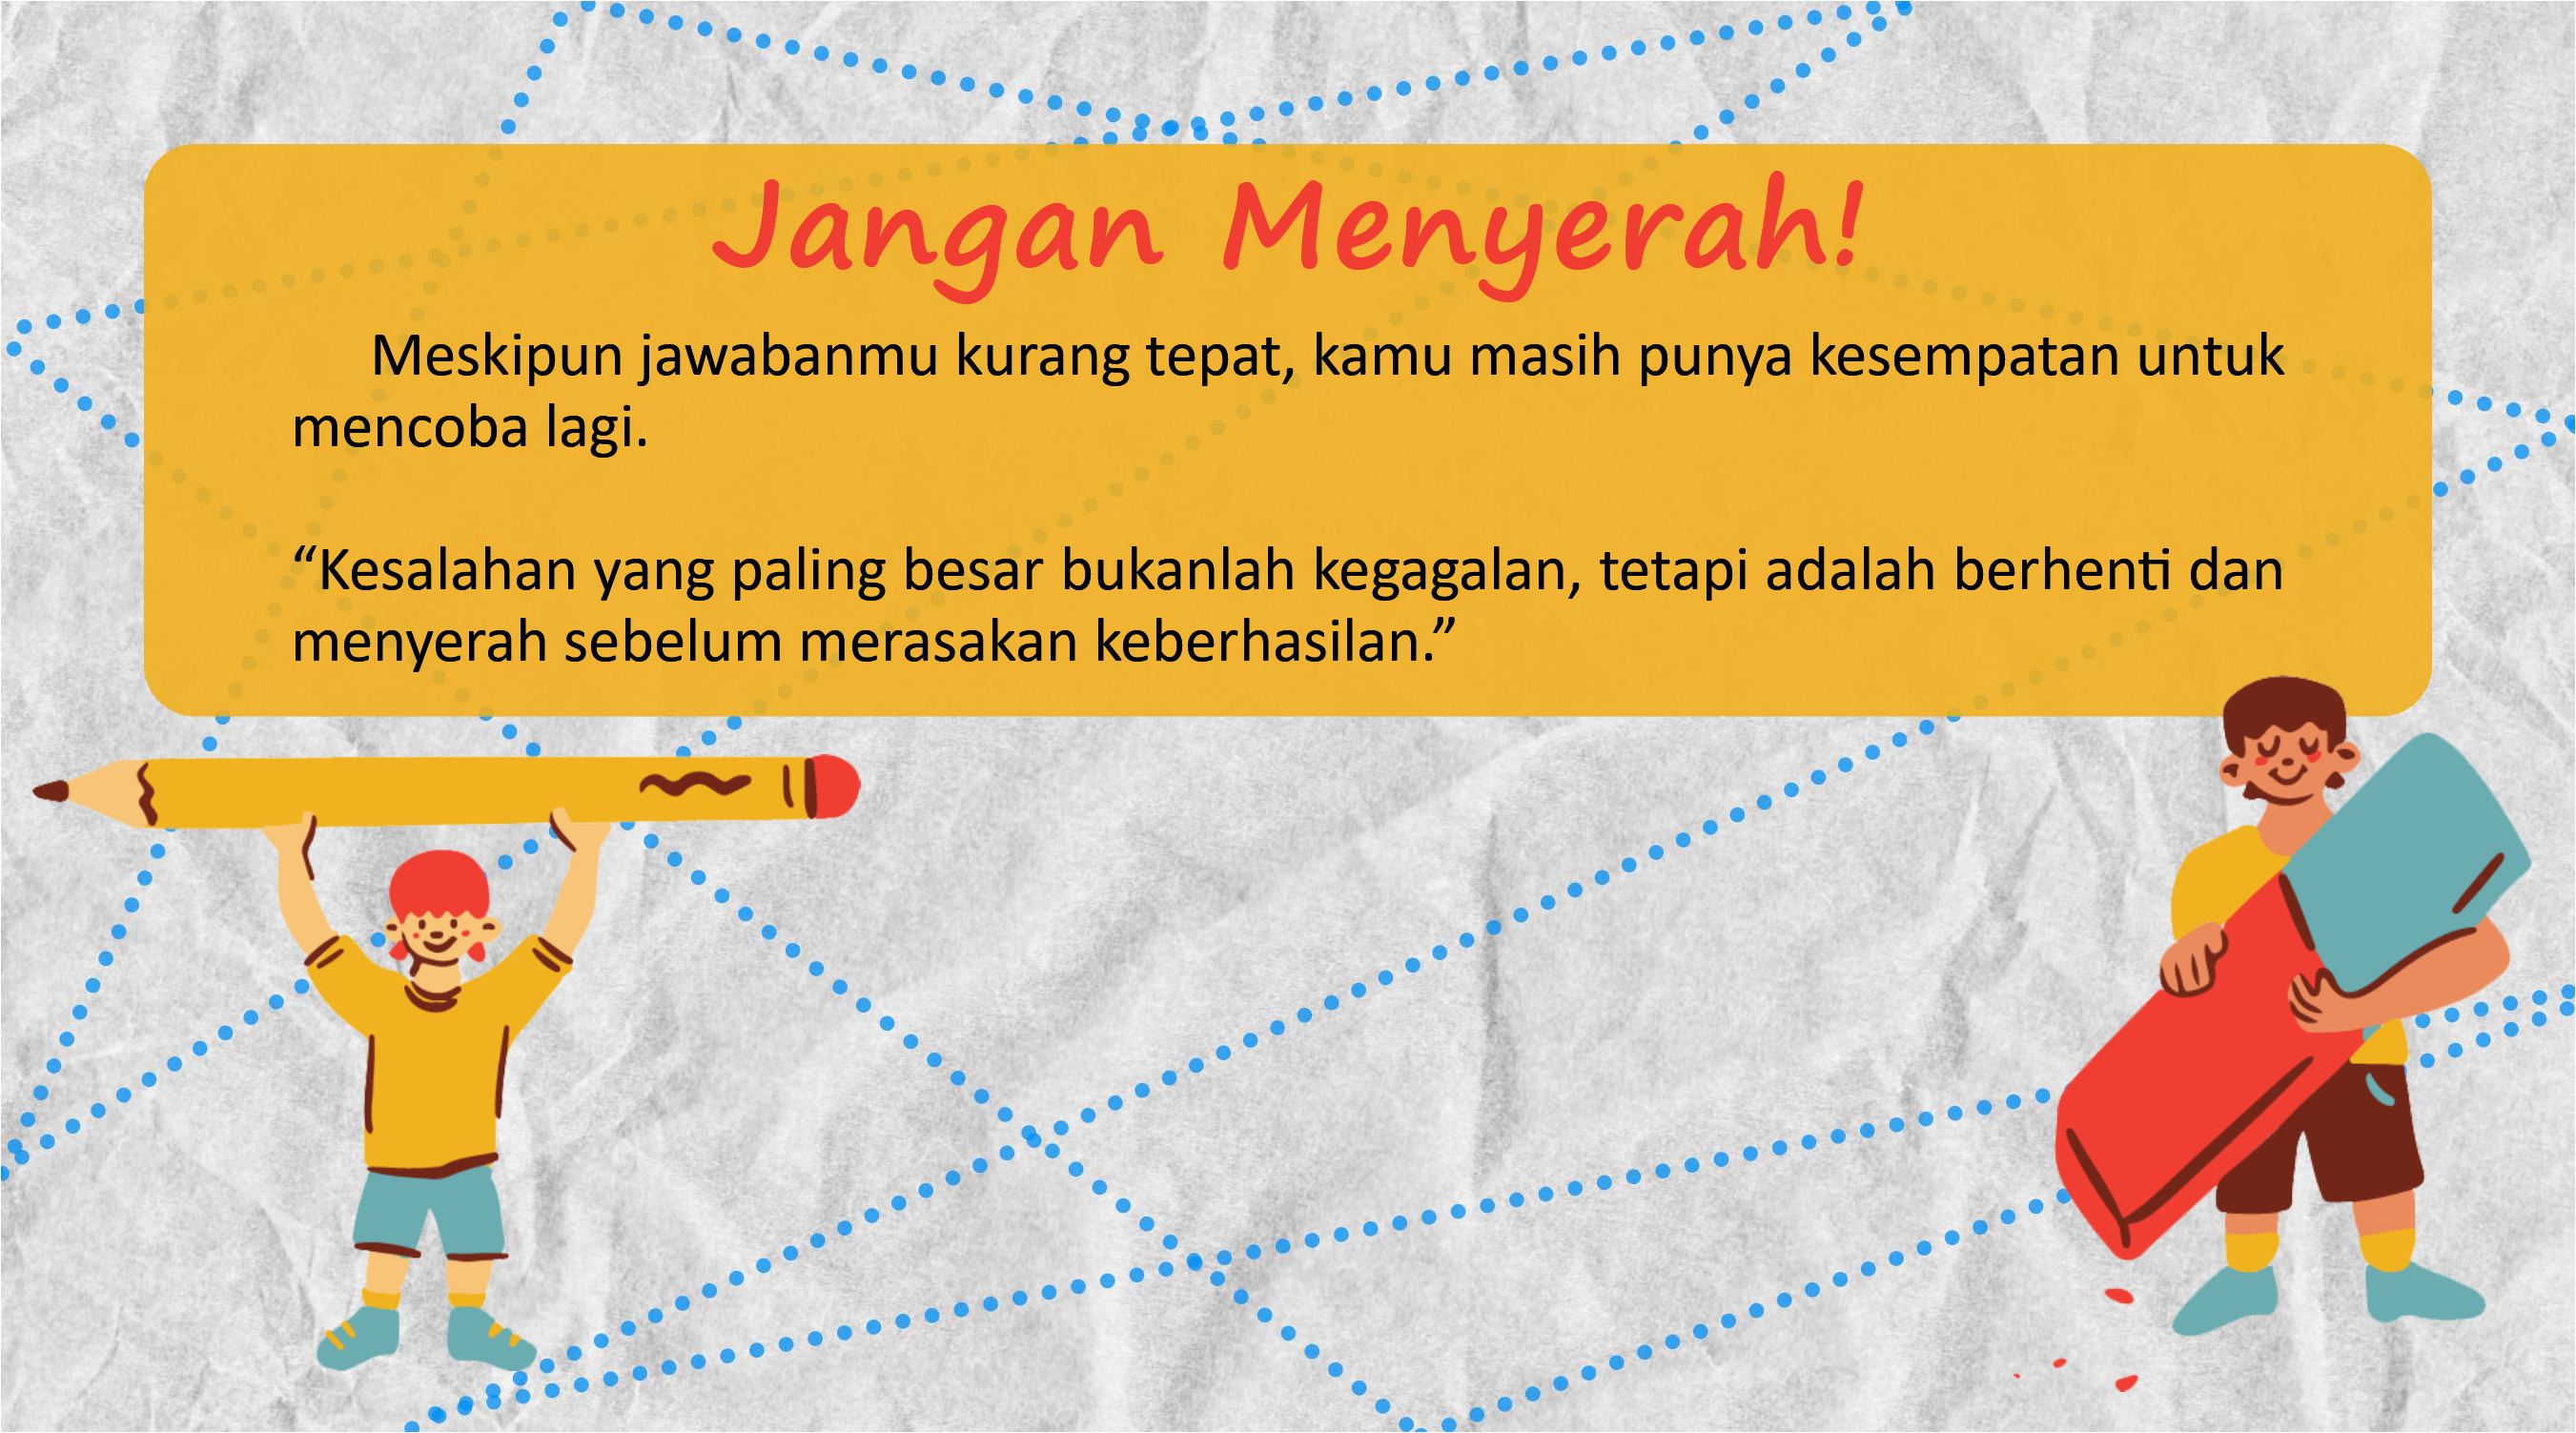 Jangan Menyerah!
Meskipun jawabanmu kurang tepat, kamu masih punya kesempatan untuk
mencoba lagi.
“Kesalahan yang paling besar bukanlah kegagalan, tetapi adalah berhenti dan
menyerah sebelum merasakan keberhasilan.”